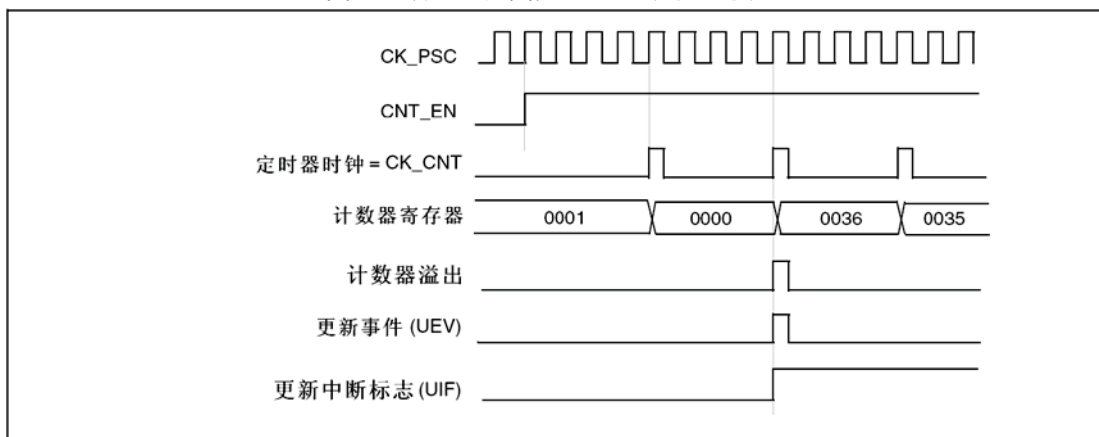 CK_PSC
CNT_EN
定时器时钟 = CK_CNT
计数器寄存器 0001 0000 0036 0035
计数器溢出
更新事件 (UEV)
更新中断标志 (UIF)